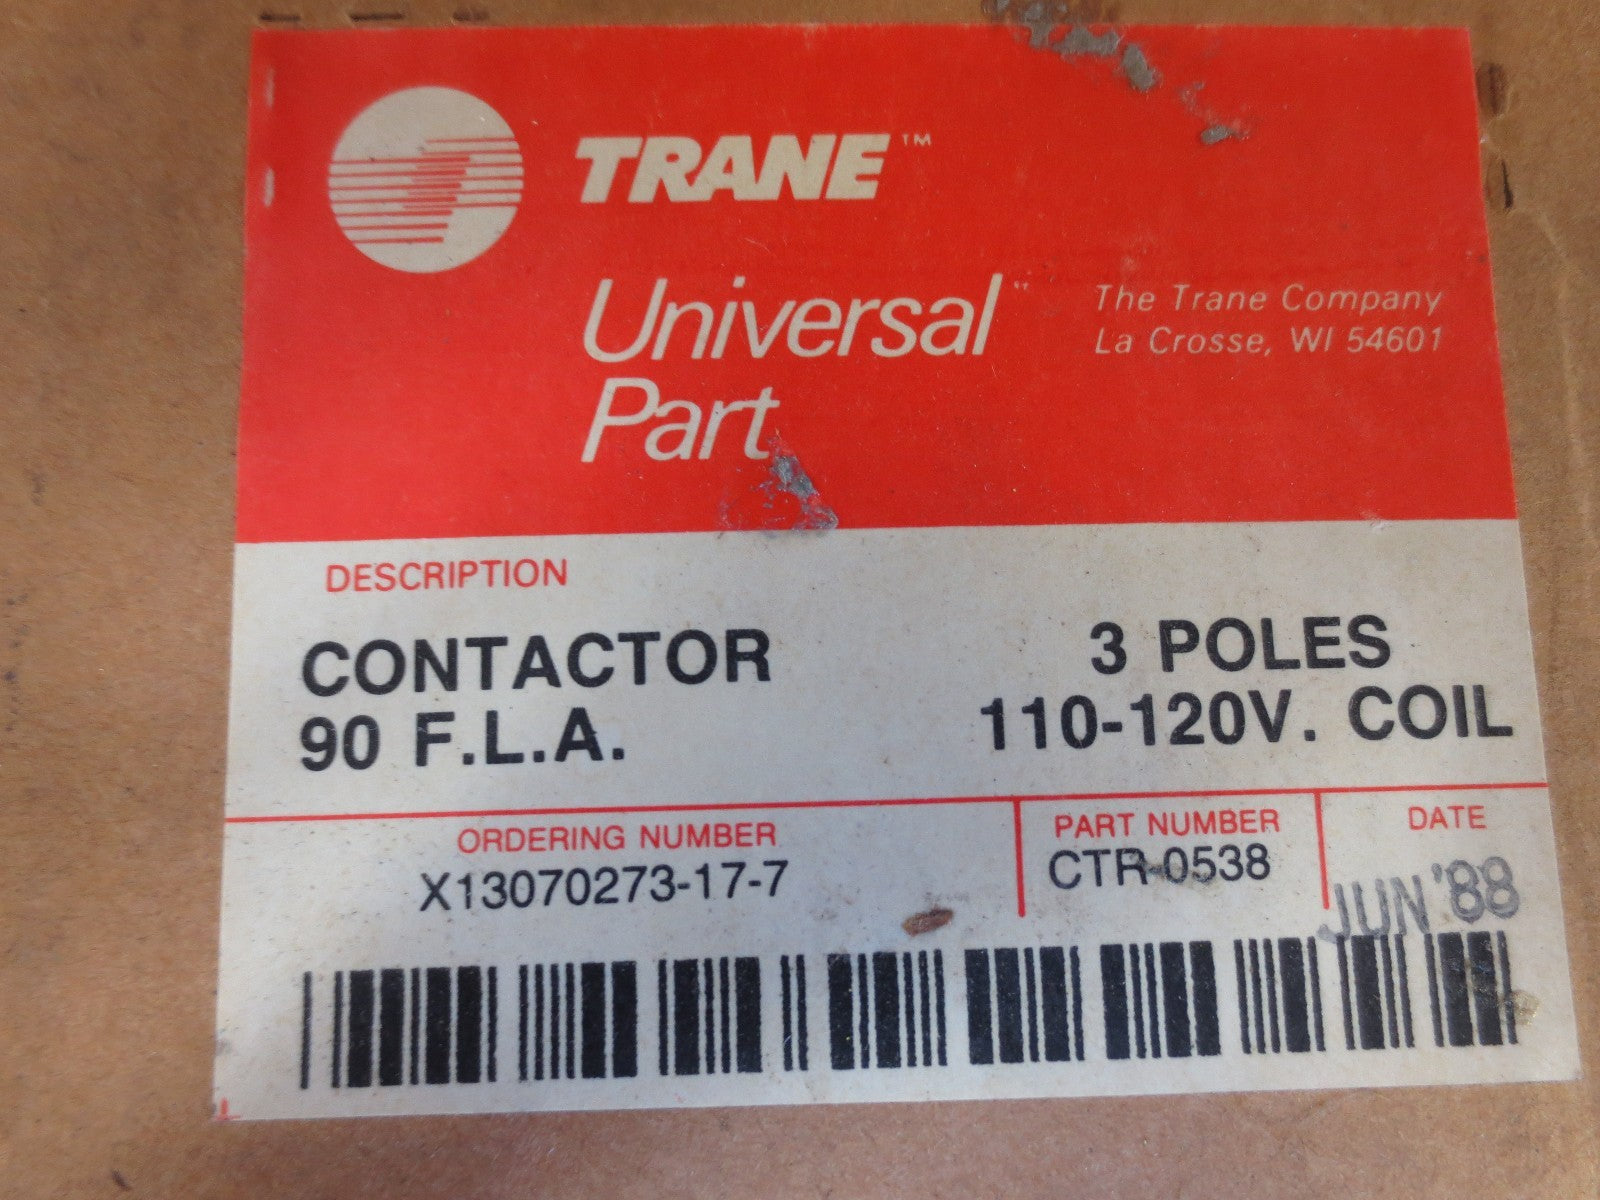 TRANE™
Universal™
Part
The Trane Company
La Crosse, WI 54601
DESCRIPTION
CONTACTOR 3 POLES
90 F.L.A. 110-120V. COIL
ORDERING NUMBER
X13070273-17-7
PART NUMBER
CTR-0538
DATE
JUN '88